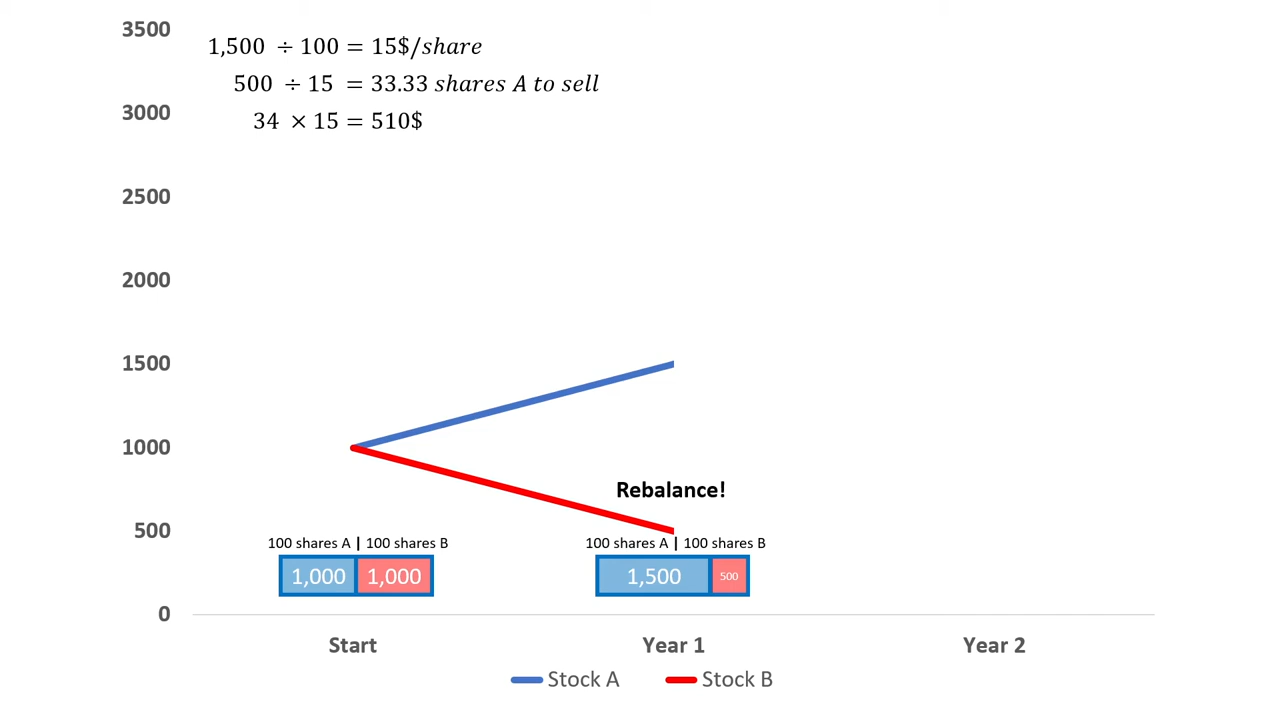 3500
1,500 ÷ 100 = 15$/share
500 ÷ 15 = 33.33 shares A to sell
3000
34 × 15 = 510$
2500
2000
1500
1000
Rebalance!
500
100 shares A | 100 shares B
100 shares A | 100 shares B
1,000 1,000
1,500 500
0
Start Year 1 Year 2
Stock A Stock B